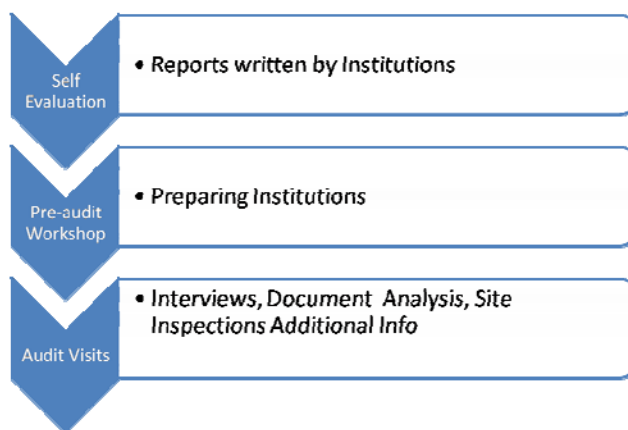 Self
Evaluation
• Reports written by Institutions
Pre-audit
Workshop
• Preparing Institutions
Audit Visits
• Interviews, Document Analysis, Site
Inspections Additional Info